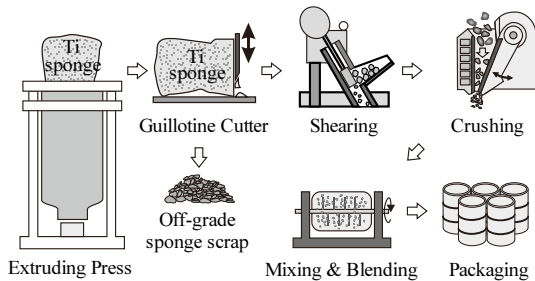 Ti
sponge
Ti
sponge
Guillotine Cutter
Shearing
Crushing
Off-grade
sponge scrap
Extruding Press
Mixing & Blending
Packaging